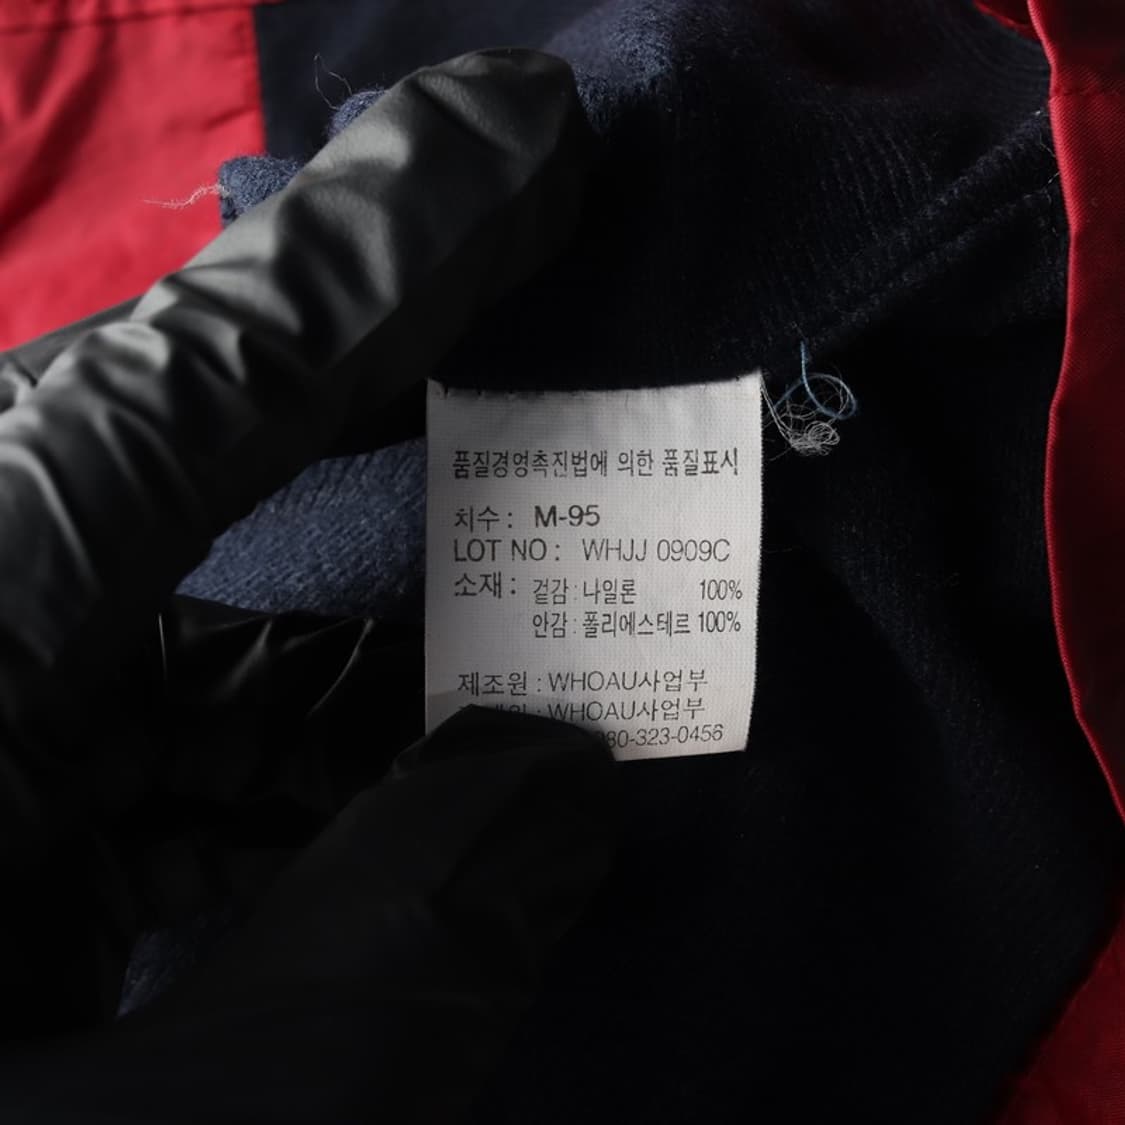 품질경영촉진법에 의한 품질표시
치수 : M-95
LOT NO : WHJJ 0909C
소재 : 겉감 : 나일론 100%
안감 : 폴리에스테르 100%
제조원 : WHOAU사업부
: WHOAU사업부
080-323-0456